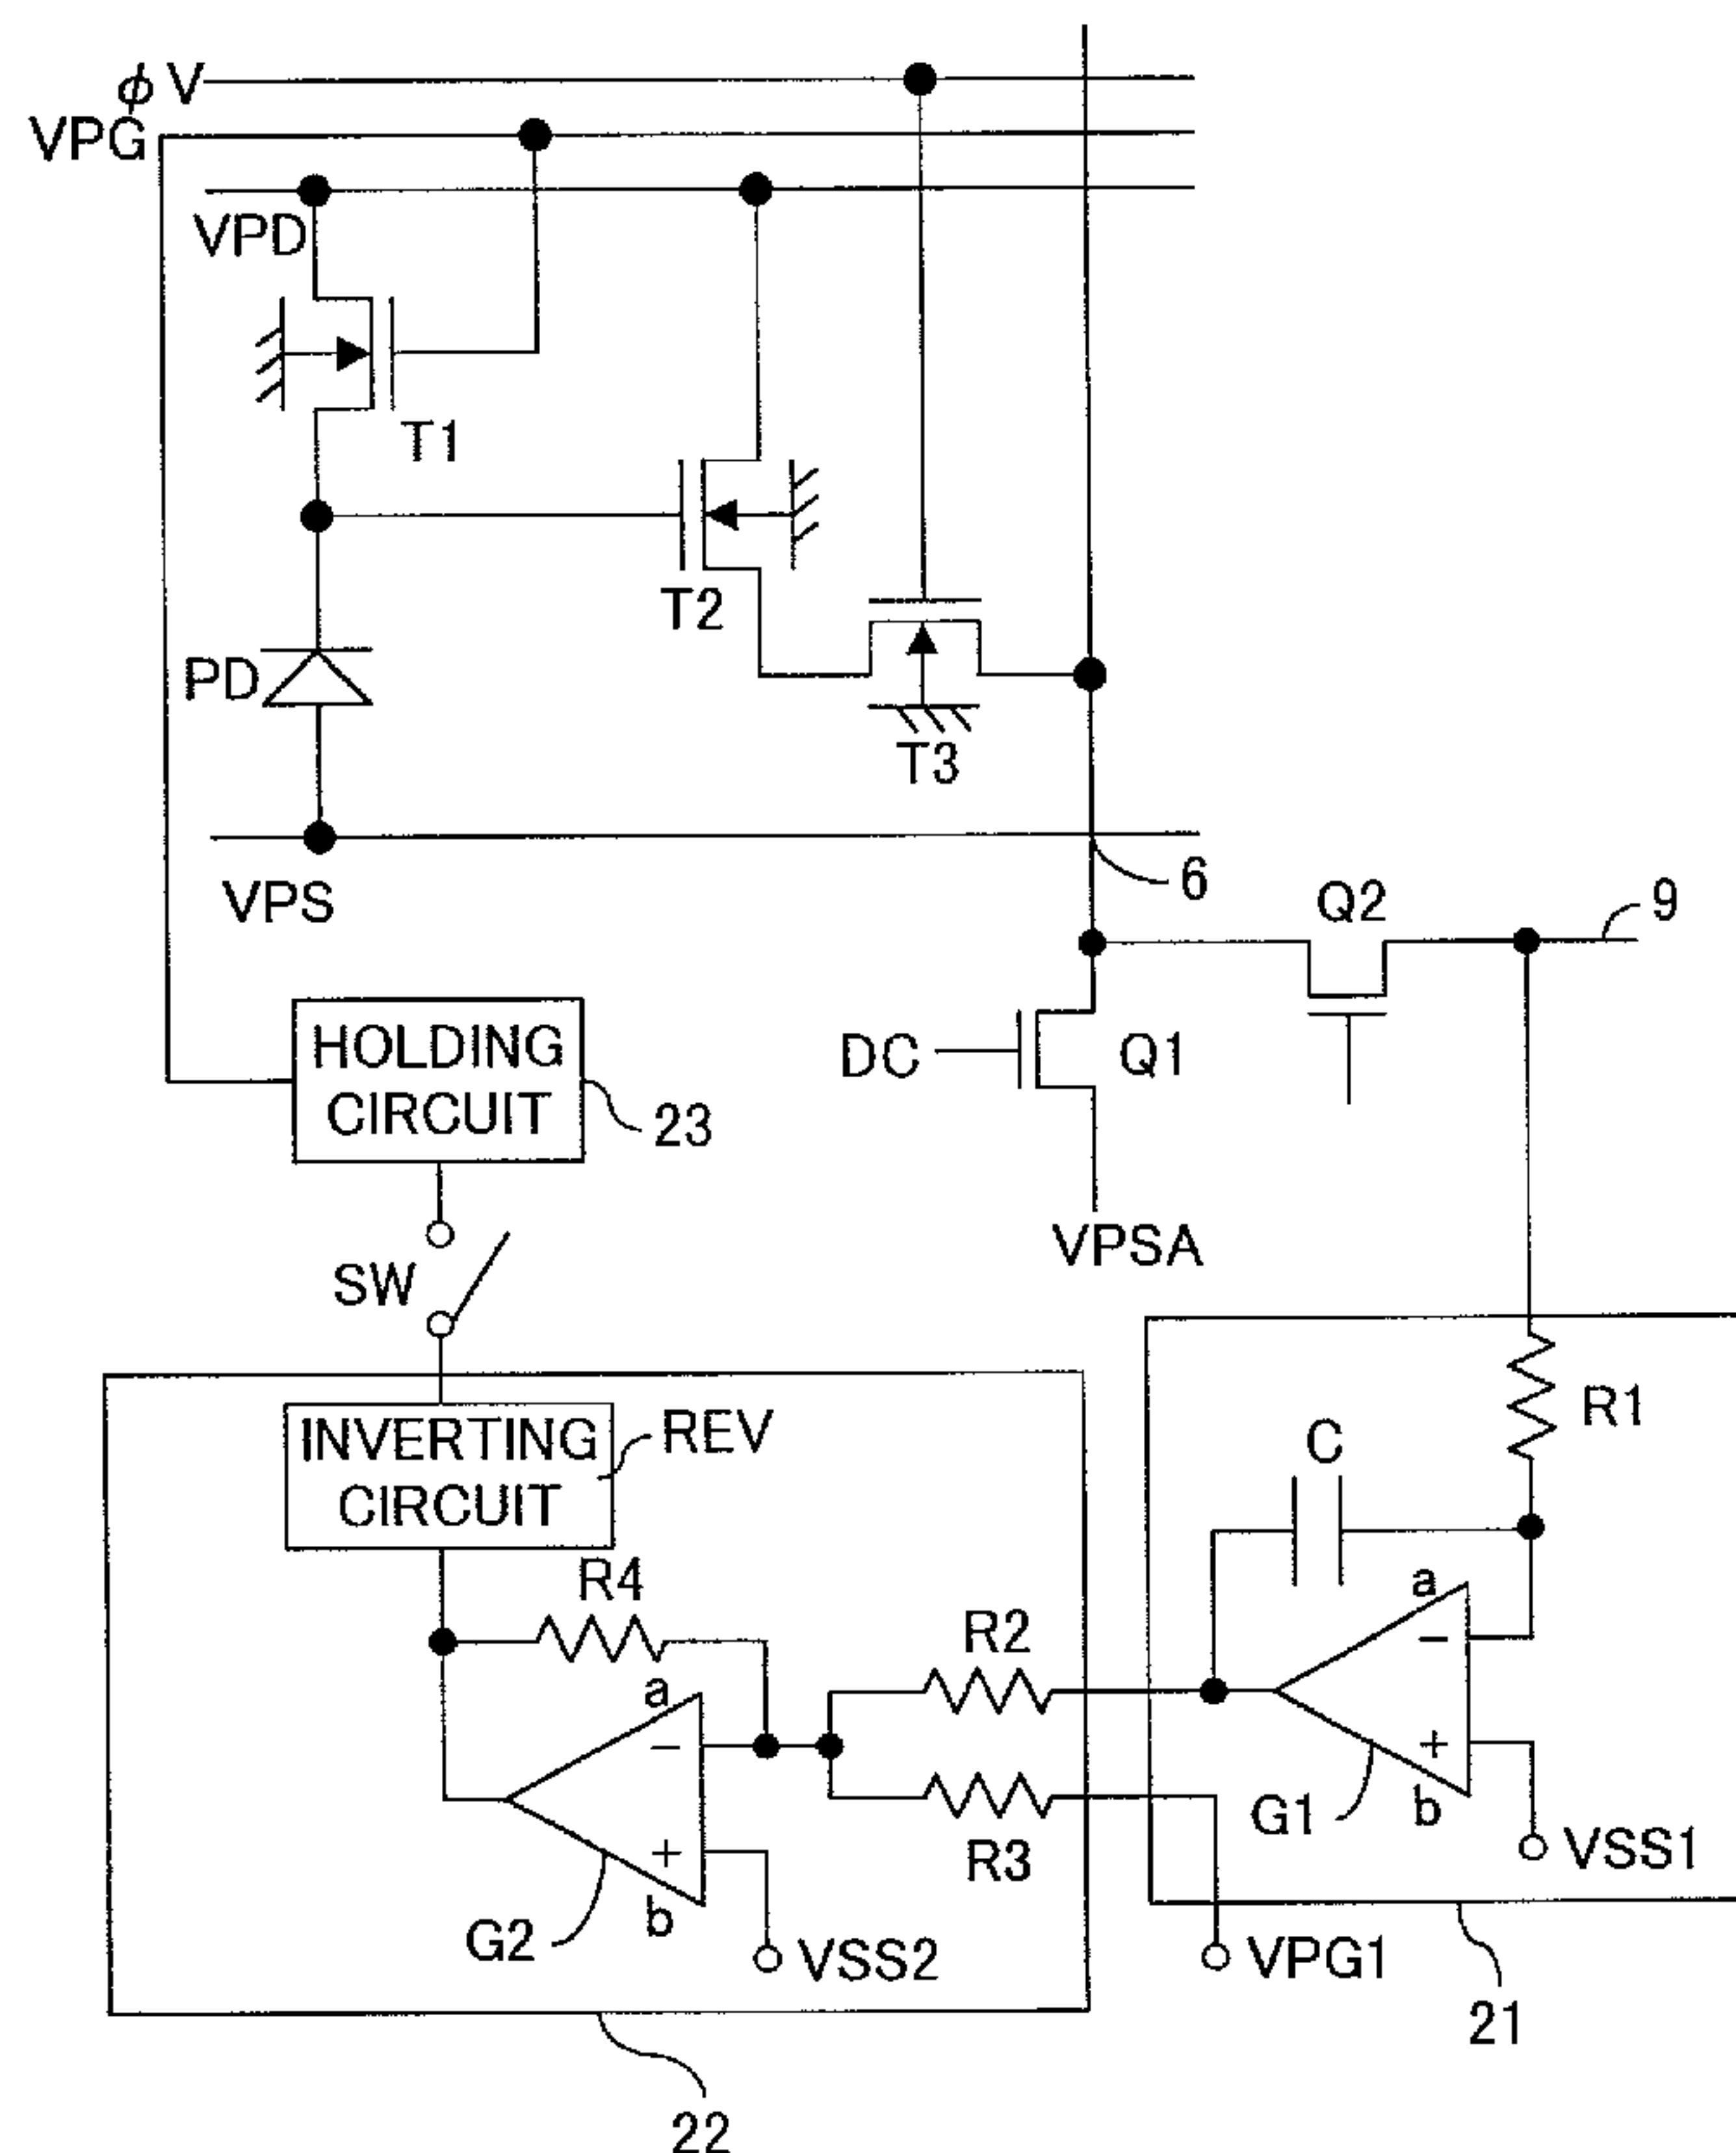 ϕV
VPG
VPD
T1
T2
PD
T3
VPS
6
Q2
9
HOLDING
CIRCUIT
23
DC
Q1
VPSA
SW
INVERTING
CIRCUIT
REV
R1
C
R4
a
−
+
b
G2
VSS2
R2
R3
a
−
+
b
G1
VSS1
VPG1
21
22